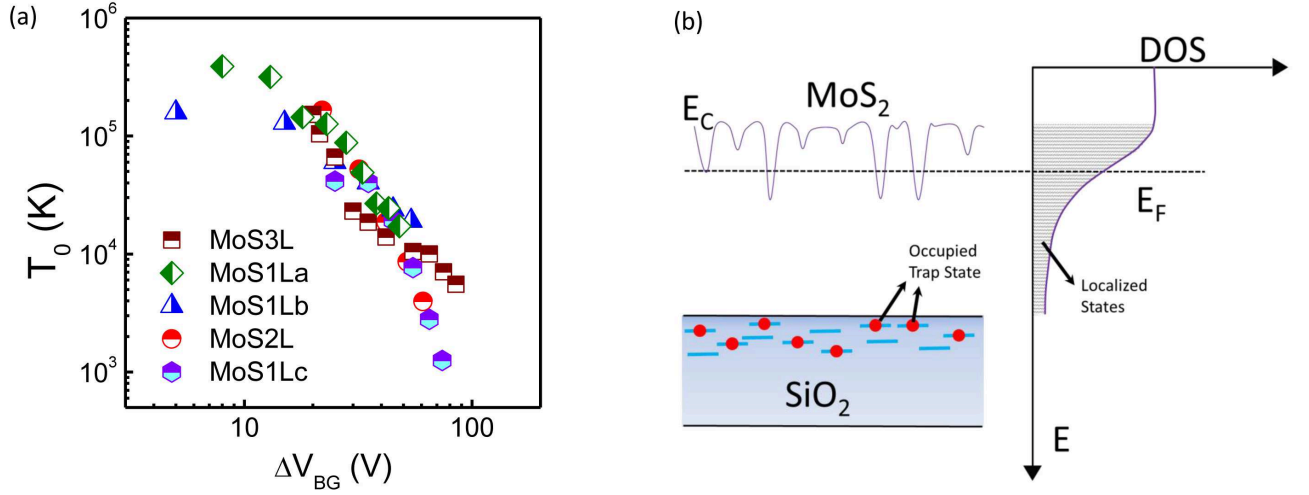 (a)
10^6
10^5
10^4
10^3
T_0 (K)
MoS3L
MoS1La
MoS1Lb
MoS2L
MoS1Lc
10
100
ΔV_BG (V)
(b)
DOS
E_C
MoS_2
E_F
Occupied
Trap State
Localized
States
SiO_2
E